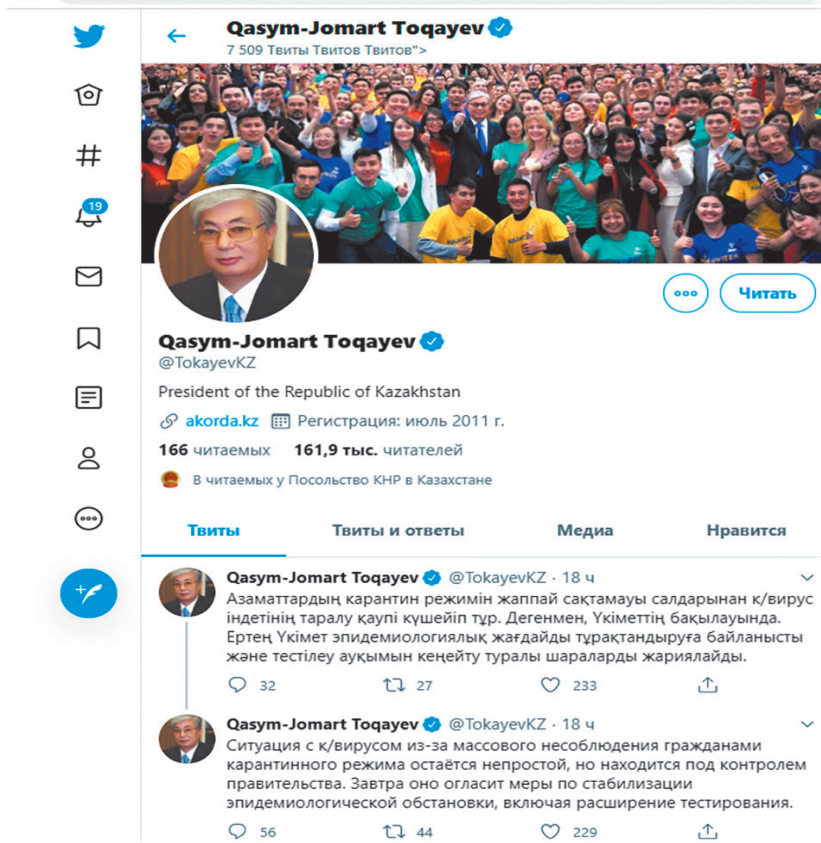 Qasym-Jomart Toqayev
7 509 Твиты Твитов Твитов">
19
Читать
Qasym-Jomart Toqayev
@TokayevKZ
President of the Republic of Kazakhstan
akorda.kz Регистрация: июль 2011 г.
166 читаемых 161,9 тыс. читателей
В читаемых у Посольство КНР в Казахстане
Твиты Твиты и ответы Медиа Нравится
Qasym-Jomart Toqayev @TokayevKZ · 18 ч
Азаматтардың карантин режимін жаппай сақтамауы салдарынан к/вирус
індетінің таралу қаупі күшейіп тұр. Дегенмен, Үкіметтің бақылауында.
Ертең Үкімет эпидемиологиялық жағдайды тұрақтандыруға байланысты
және тестілеу ауқымын кеңейту туралы шараларды жариялайды.
32 27 233
Qasym-Jomart Toqayev @TokayevKZ · 18 ч
Ситуация с к/вирусом из-за массового несоблюдения гражданами
карантинного режима остаётся непростой, но находится под контролем
правительства. Завтра оно огласит меры по стабилизации
эпидемиологической обстановки, включая расширение тестирования.
56 44 229